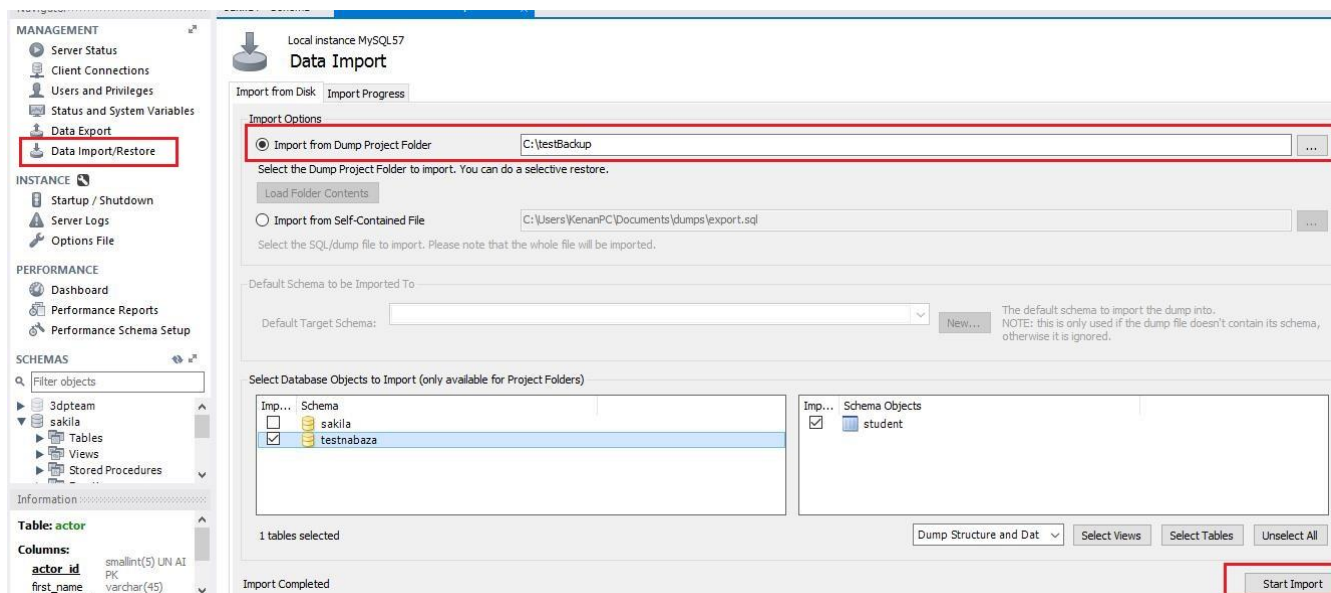 MANAGEMENT
Server Status
Client Connections
Users and Privileges
Status and System Variables
Data Export
Data Import/Restore
INSTANCE
Startup / Shutdown
Server Logs
Options File
PERFORMANCE
Dashboard
Performance Reports
Performance Schema Setup
SCHEMAS
Filter objects
3dpteam
sakila
Tables
Views
Stored Procedures
Information
Table: actor
Columns:
actor_id smallint(5) UN AI PK
first_name varchar(45)
Local instance MySQL57
Data Import
Import from Disk Import Progress
Import Options
Import from Dump Project Folder C:\testBackup ...
Select the Dump Project Folder to import. You can do a selective restore.
Load Folder Contents
Import from Self-Contained File C:\Users\KenanPC\Documents\dumps\export.sql ...
Select the SQL/dump file to import. Please note that the whole file will be imported.
Default Schema to be Imported To
Default Target Schema: New...
The default schema to import the dump into.
NOTE: this is only used if the dump file doesn't contain its schema,
otherwise it is ignored.
Select Database Objects to Import (only available for Project Folders)
Imp... Schema
sakila
testnabaza
Imp... Schema Objects
student
1 tables selected
Dump Structure and Dat Select Views Select Tables Unselect All
Import Completed
Start Import